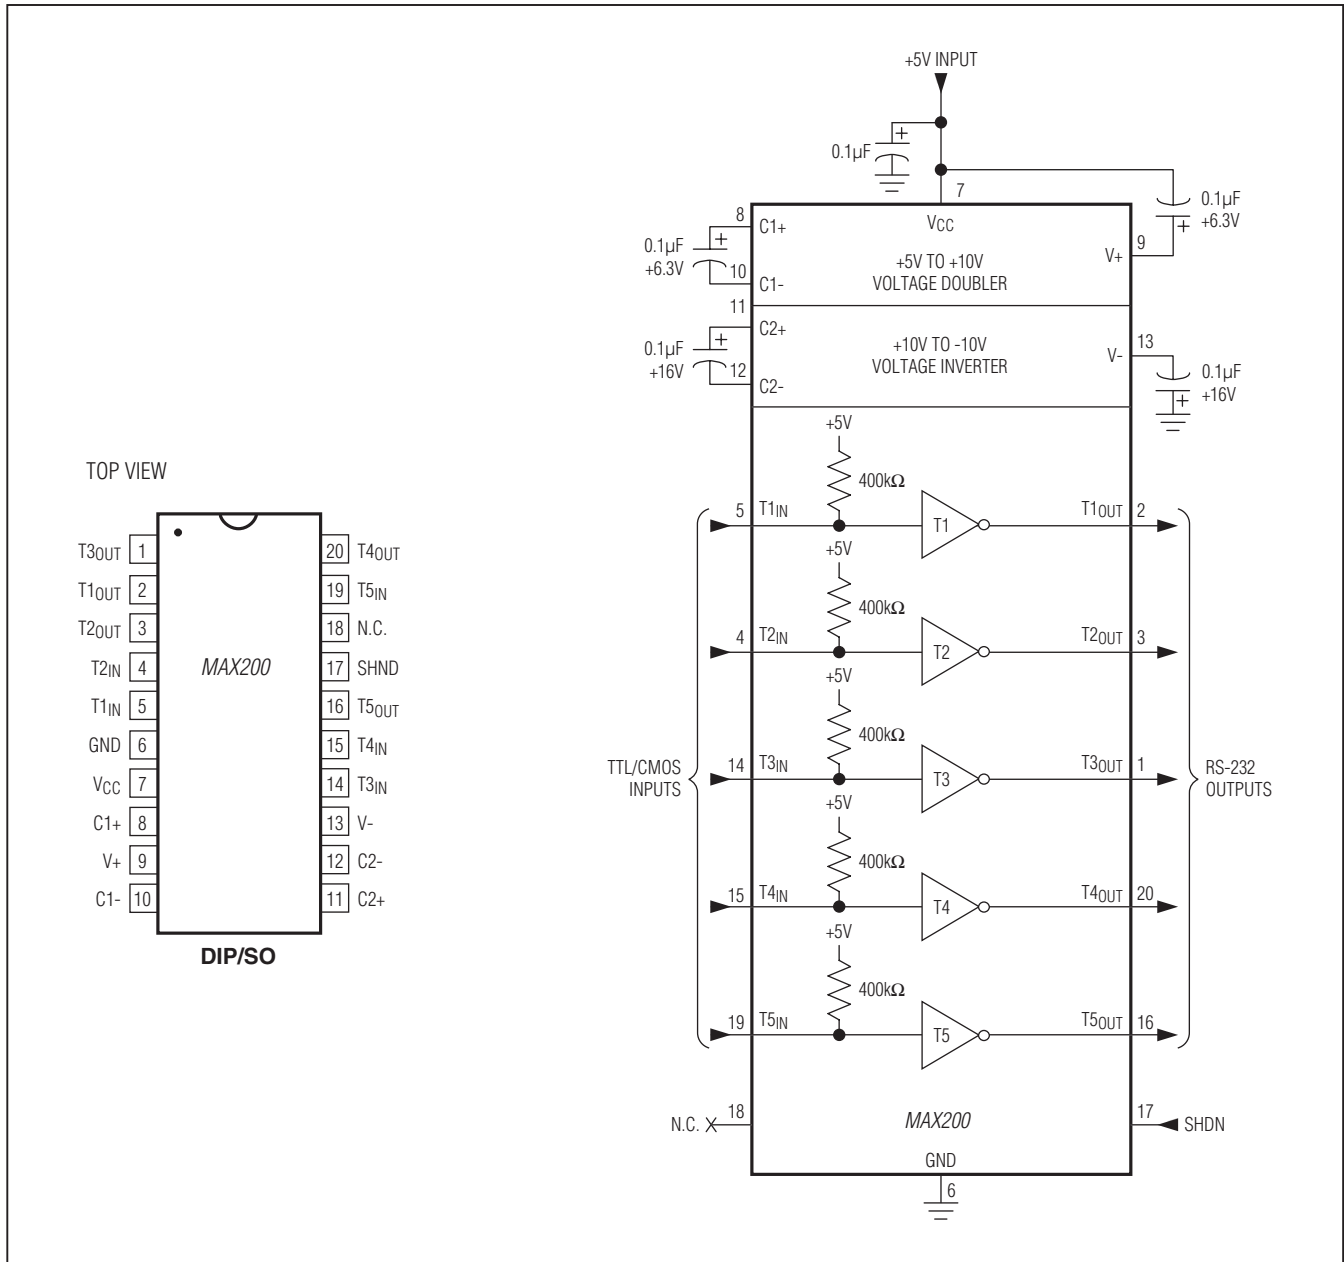 TOP VIEW
T3OUT 1
T1OUT 2
T2OUT 3
T2IN 4
T1IN 5
GND 6
VCC 7
C1+ 8
V+ 9
C1- 10
MAX200
20 T4OUT
19 T5IN
18 N.C.
17 SHND
16 T5OUT
15 T4IN
14 T3IN
13 V-
12 C2-
11 C2+
DIP/SO
+5V INPUT
0.1µF
+
7
VCC
0.1µF
+6.3V
+
8
C1+
10
C1-
+5V TO +10V
VOLTAGE DOUBLER
V+
9
+
0.1µF
+6.3V
11
C2+
0.1µF
+16V
+
12
C2-
+10V TO -10V
VOLTAGE INVERTER
V-
13
0.1µF
+16V
+
+5V
400kΩ
5 T1IN T1 T1OUT 2
+5V
400kΩ
4 T2IN T2 T2OUT 3
+5V
400kΩ
TTL/CMOS
INPUTS
14 T3IN T3 T3OUT 1
RS-232
OUTPUTS
+5V
400kΩ
15 T4IN T4 T4OUT 20
+5V
400kΩ
19 T5IN T5 T5OUT 16
N.C. 18
MAX200
17 SHDN
GND
6